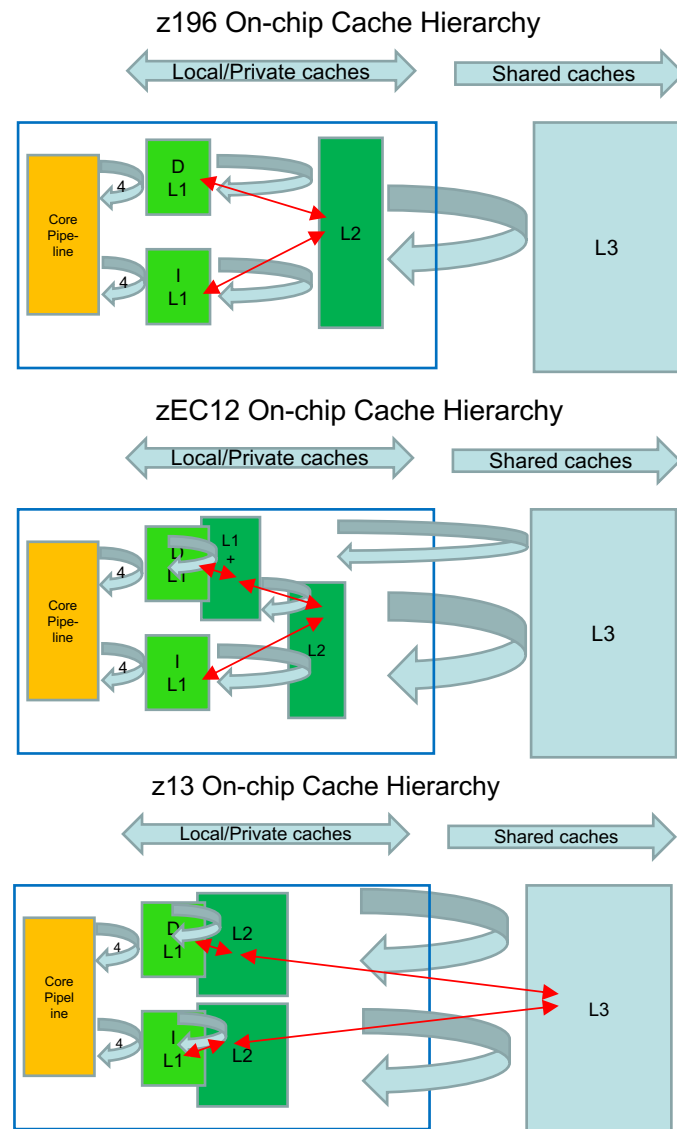 z196 On-chip Cache Hierarchy
Local/Private caches
Shared caches
Core
Pipe-
line
4
4
D
L1
I
L1
L2
L3
zEC12 On-chip Cache Hierarchy
Local/Private caches
Shared caches
Core
Pipe-
line
4
4
D
L1
L1
+
I
L1
L2
L3
z13 On-chip Cache Hierarchy
Local/Private caches
Shared caches
Core
Pipel
ine
4
4
D
L1
L2
I
L1
L2
L3